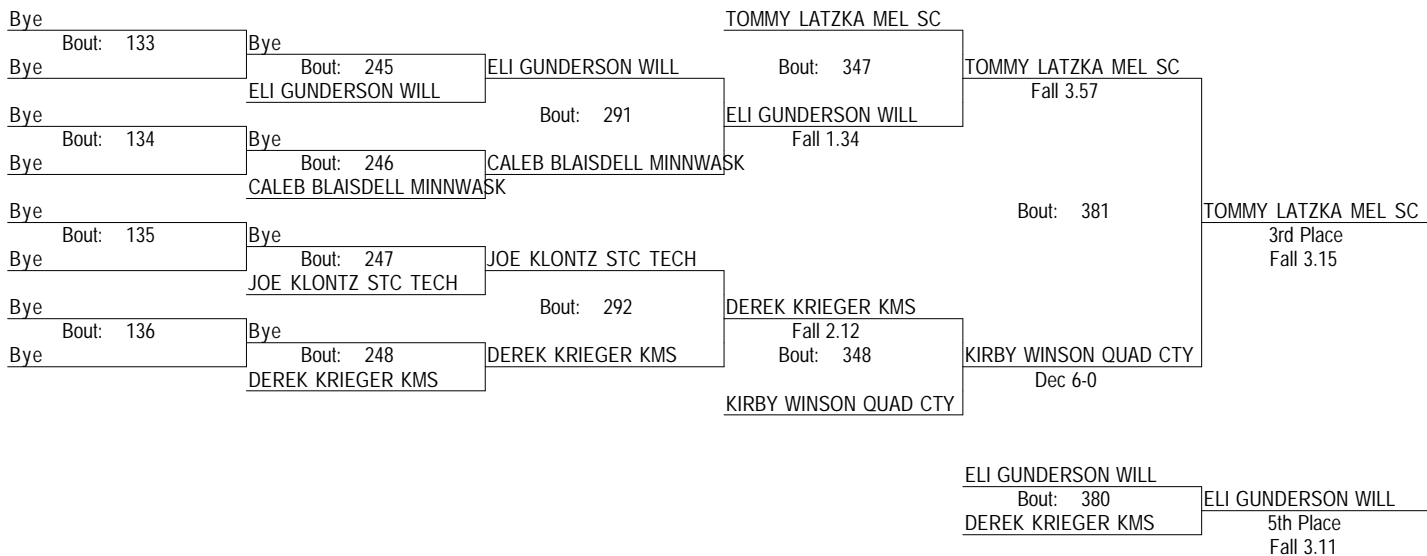 Bye
Bout: 133
Bye
Bye
Bout: 245
ELI GUNDERSON WILL
ELI GUNDERSON WILL
Bye
Bout: 134
Bye
Bye
Bout: 246
CALEB BLAISDELL MINNWASK
CALEB BLAISDELL MINNWASK
Bout: 291
ELI GUNDERSON WILL
Fall 1.34
TOMMY LATZKA MEL SC
Bout: 347
TOMMY LATZKA MEL SC
Fall 3.57
Bye
Bout: 135
Bye
Bye
Bout: 247
JOE KLONTZ STC TECH
JOE KLONTZ STC TECH
Bye
Bout: 136
Bye
Bye
Bout: 248
DEREK KRIEGER KMS
DEREK KRIEGER KMS
Bout: 292
DEREK KRIEGER KMS
Fall 2.12
Bout: 348
KIRBY WINSON QUAD CTY
KIRBY WINSON QUAD CTY
Dec 6-0
Bout: 381
TOMMY LATZKA MEL SC
3rd Place
Fall 3.15
ELI GUNDERSON WILL
Bout: 380
DEREK KRIEGER KMS
ELI GUNDERSON WILL
5th Place
Fall 3.11